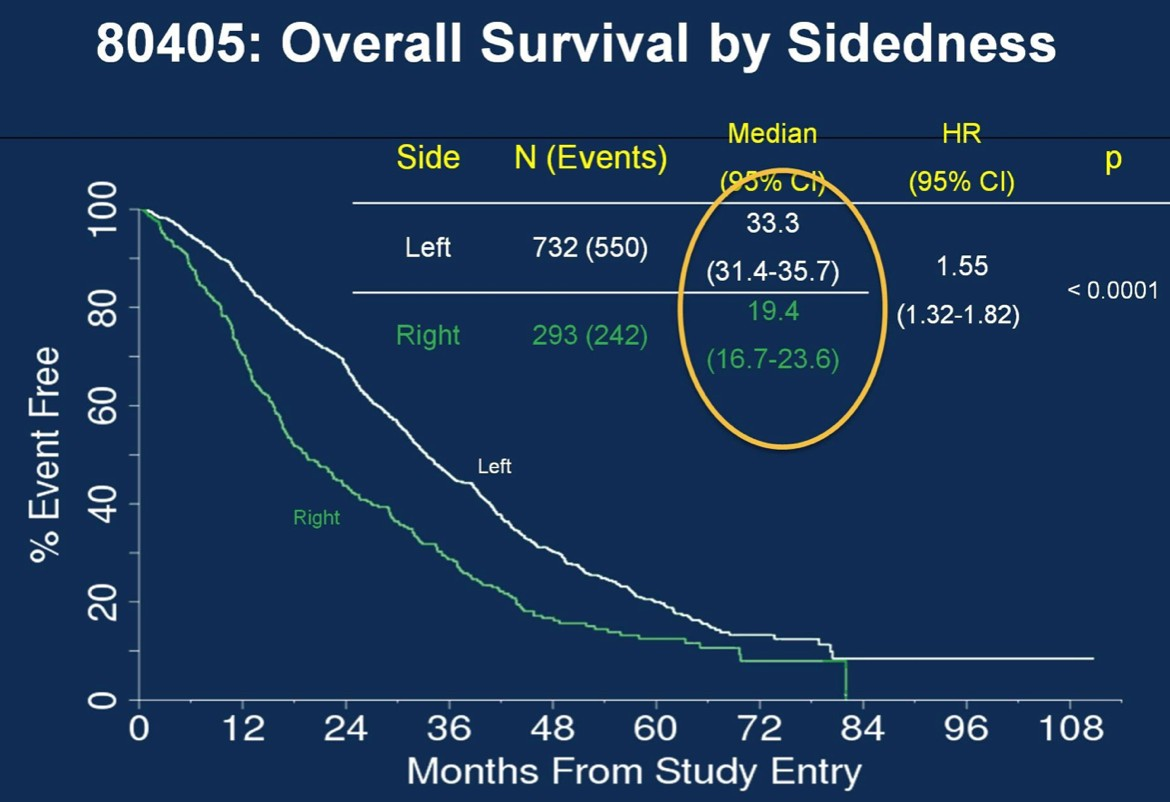 80405: Overall Survival by Sidedness
Side N (Events) Median (95% CI) HR (95% CI) p
Left 732 (550) 33.3 (31.4-35.7)
1.55 (1.32-1.82) < 0.0001
Right 293 (242) 19.4 (16.7-23.6)
% Event Free
100
80
60
40
20
0
Left
Right
0 12 24 36 48 60 72 84 96 108
Months From Study Entry